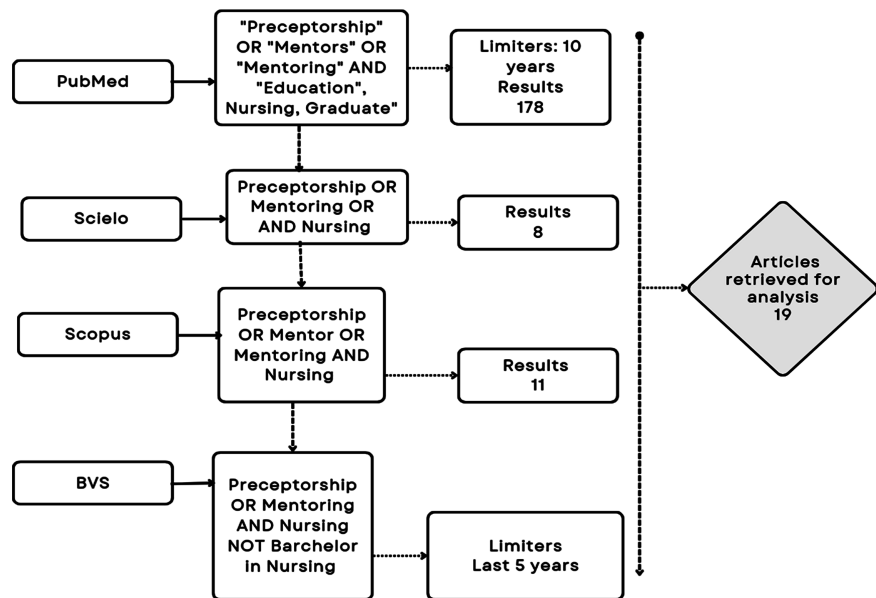 PubMed
"Preceptorship"
OR "Mentors" OR
"Mentoring" AND
"Education",
Nursing, Graduate"
Limiters: 10
years
Results
178
Scielo
Preceptorship OR
Mentoring OR
AND Nursing
Results
8
Scopus
Preceptorship
OR Mentor OR
Mentoring AND
Nursing
Results
11
BVS
Preceptorship
OR Mentoring
AND Nursing
NOT Barchelor
in Nursing
Limiters
Last 5 years
Articles
retrieved for
analysis
19